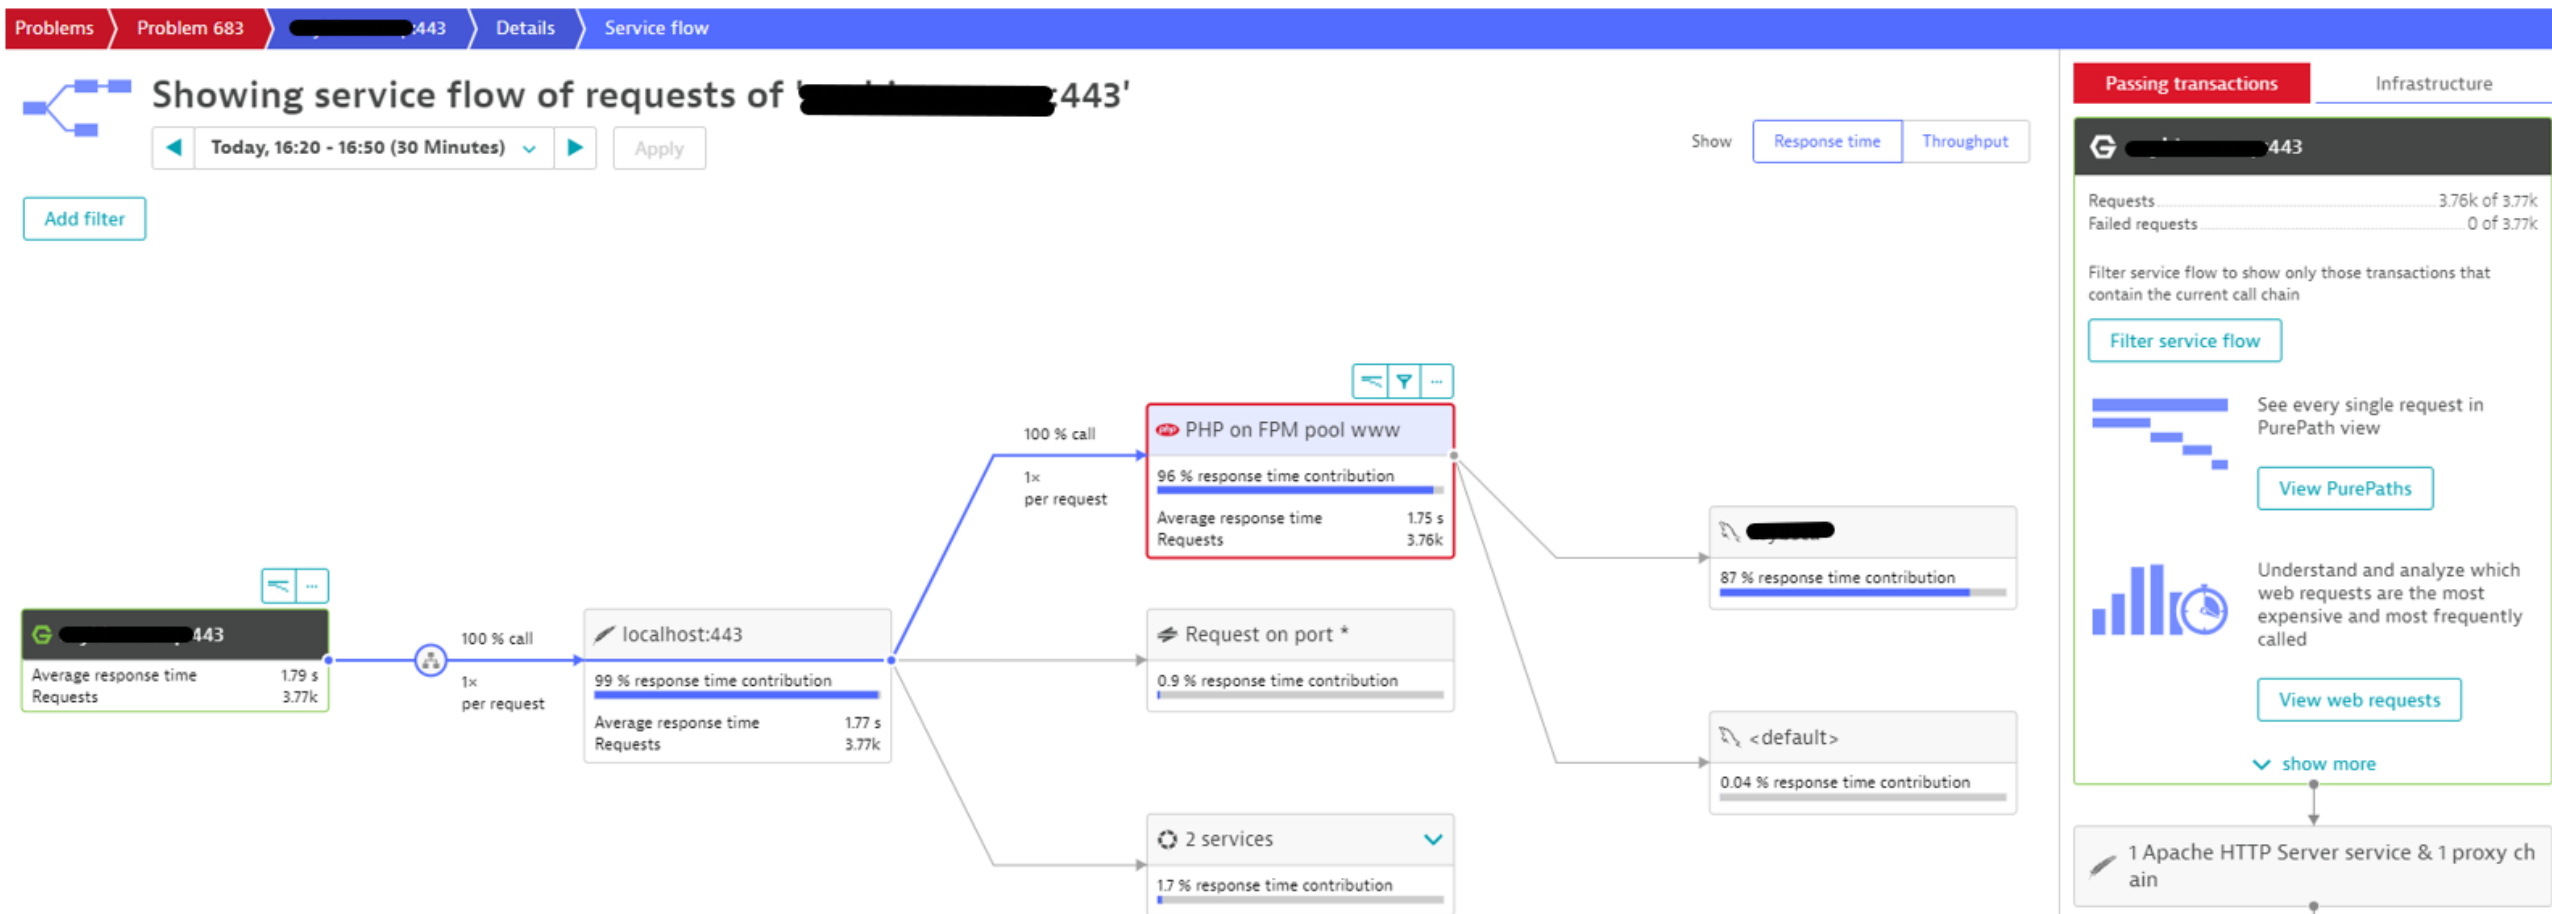 Problems
Problem 683
:443
Details
Service flow
Showing service flow of requests of ' :443'
Today, 16:20 - 16:50 (30 Minutes)
Apply
Show
Response time
Throughput
Add filter
443
Average response time 1.79 s
Requests 3.77k
100 % call
1×
per request
localhost:443
99 % response time contribution
Average response time 1.77 s
Requests 3.77k
100 % call
1×
per request
php PHP on FPM pool www
96 % response time contribution
Average response time 1.75 s
Requests 3.76k
Request on port *
0.9 % response time contribution
2 services
1.7 % response time contribution
87 % response time contribution
<default>
0.04 % response time contribution
Passing transactions
Infrastructure
:443
Requests 3.76k of 3.77k
Failed requests 0 of 3.77k
Filter service flow to show only those transactions that
contain the current call chain
Filter service flow
See every single request in
PurePath view
View PurePaths
Understand and analyze which
web requests are the most
expensive and most frequently
called
View web requests
show more
1 Apache HTTP Server service & 1 proxy ch
ain